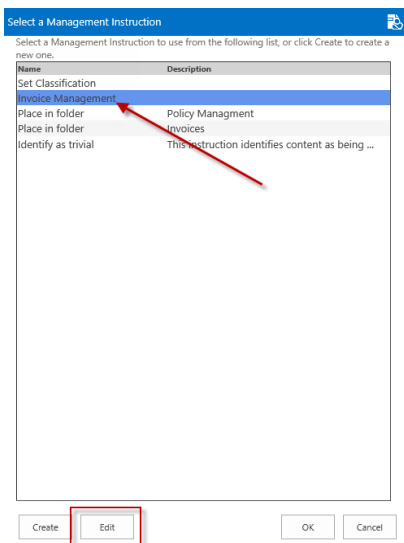 Select a Management Instruction
Select a Management Instruction to use from the following list, or click Create to create a
new one.
Name Description
Set Classification
Invoice Management
Place in folder Policy Managment
Place in folder Invoices
Identify as trivial This instruction identifies content as being ...
Create Edit OK Cancel